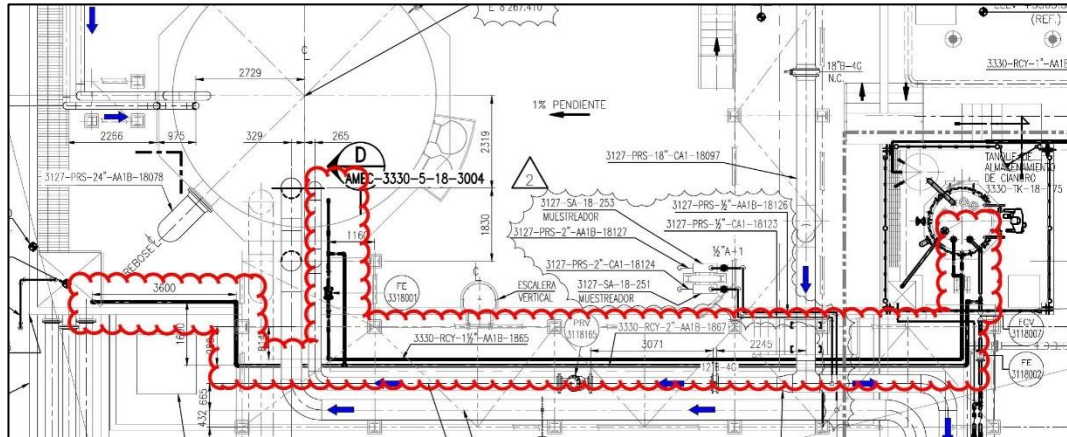 E 8'267.410
(REF.)
3330-RCY-1"-AA1B
18"B-4G
N.C.
2729
1% PENDIENTE
2266
975
329
265
2319
3127-PRS-18"-CA1-18097
D
AMEC-3330-5-18-3004
2
3127-PRS-24"-AA1B-18078
TANQUE DE
ALMACENAMIENTO
DE CIANURO
3127-SA-18-253
MUESTREADOR
3127-PRS-½"-AA1B-18126
3127-PRS-2"-AA1B-18127
3127-PRS-½"-CA1-18123
1830
1160
½"A-1
REBOSE
3127-PRS-2"-CA1-18124
3127-SA-18-251
MUESTREADOR
ESCALERA
VERTICAL
FE
3318001
3600
PRV
3118165
3330-RCY-2"-AA1B-1867
3330-RCY-1½"-AA1B-1865
3071
2245
FCV
3118007
FE
3118002
665
432